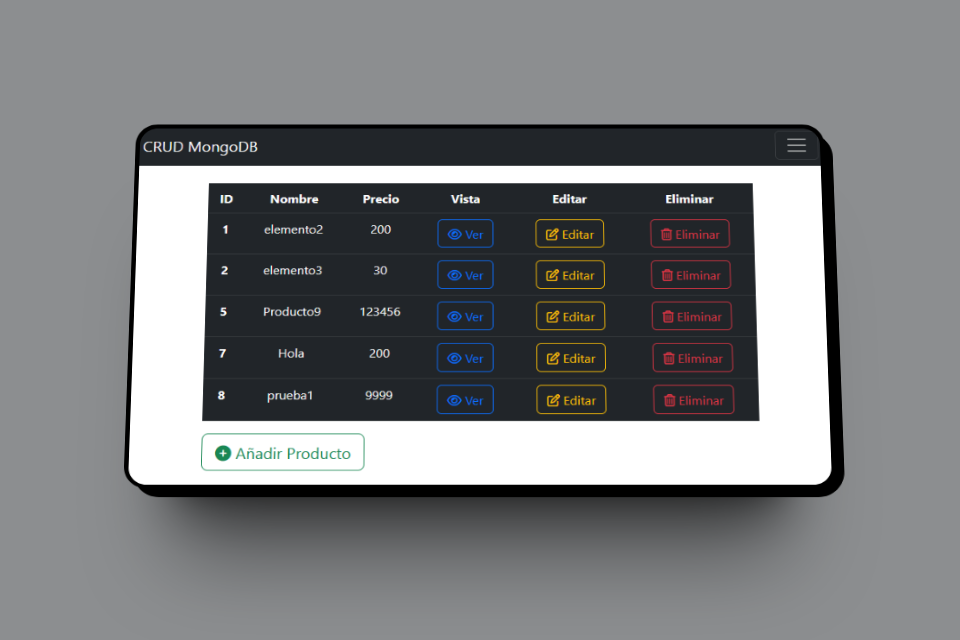 CRUD MongoDB
ID Nombre Precio Vista Editar Eliminar
1 elemento2 200 Ver Editar Eliminar
2 elemento3 30 Ver Editar Eliminar
5 Producto9 123456 Ver Editar Eliminar
7 Hola 200 Ver Editar Eliminar
8 prueba1 9999 Ver Editar Eliminar
Añadir Producto